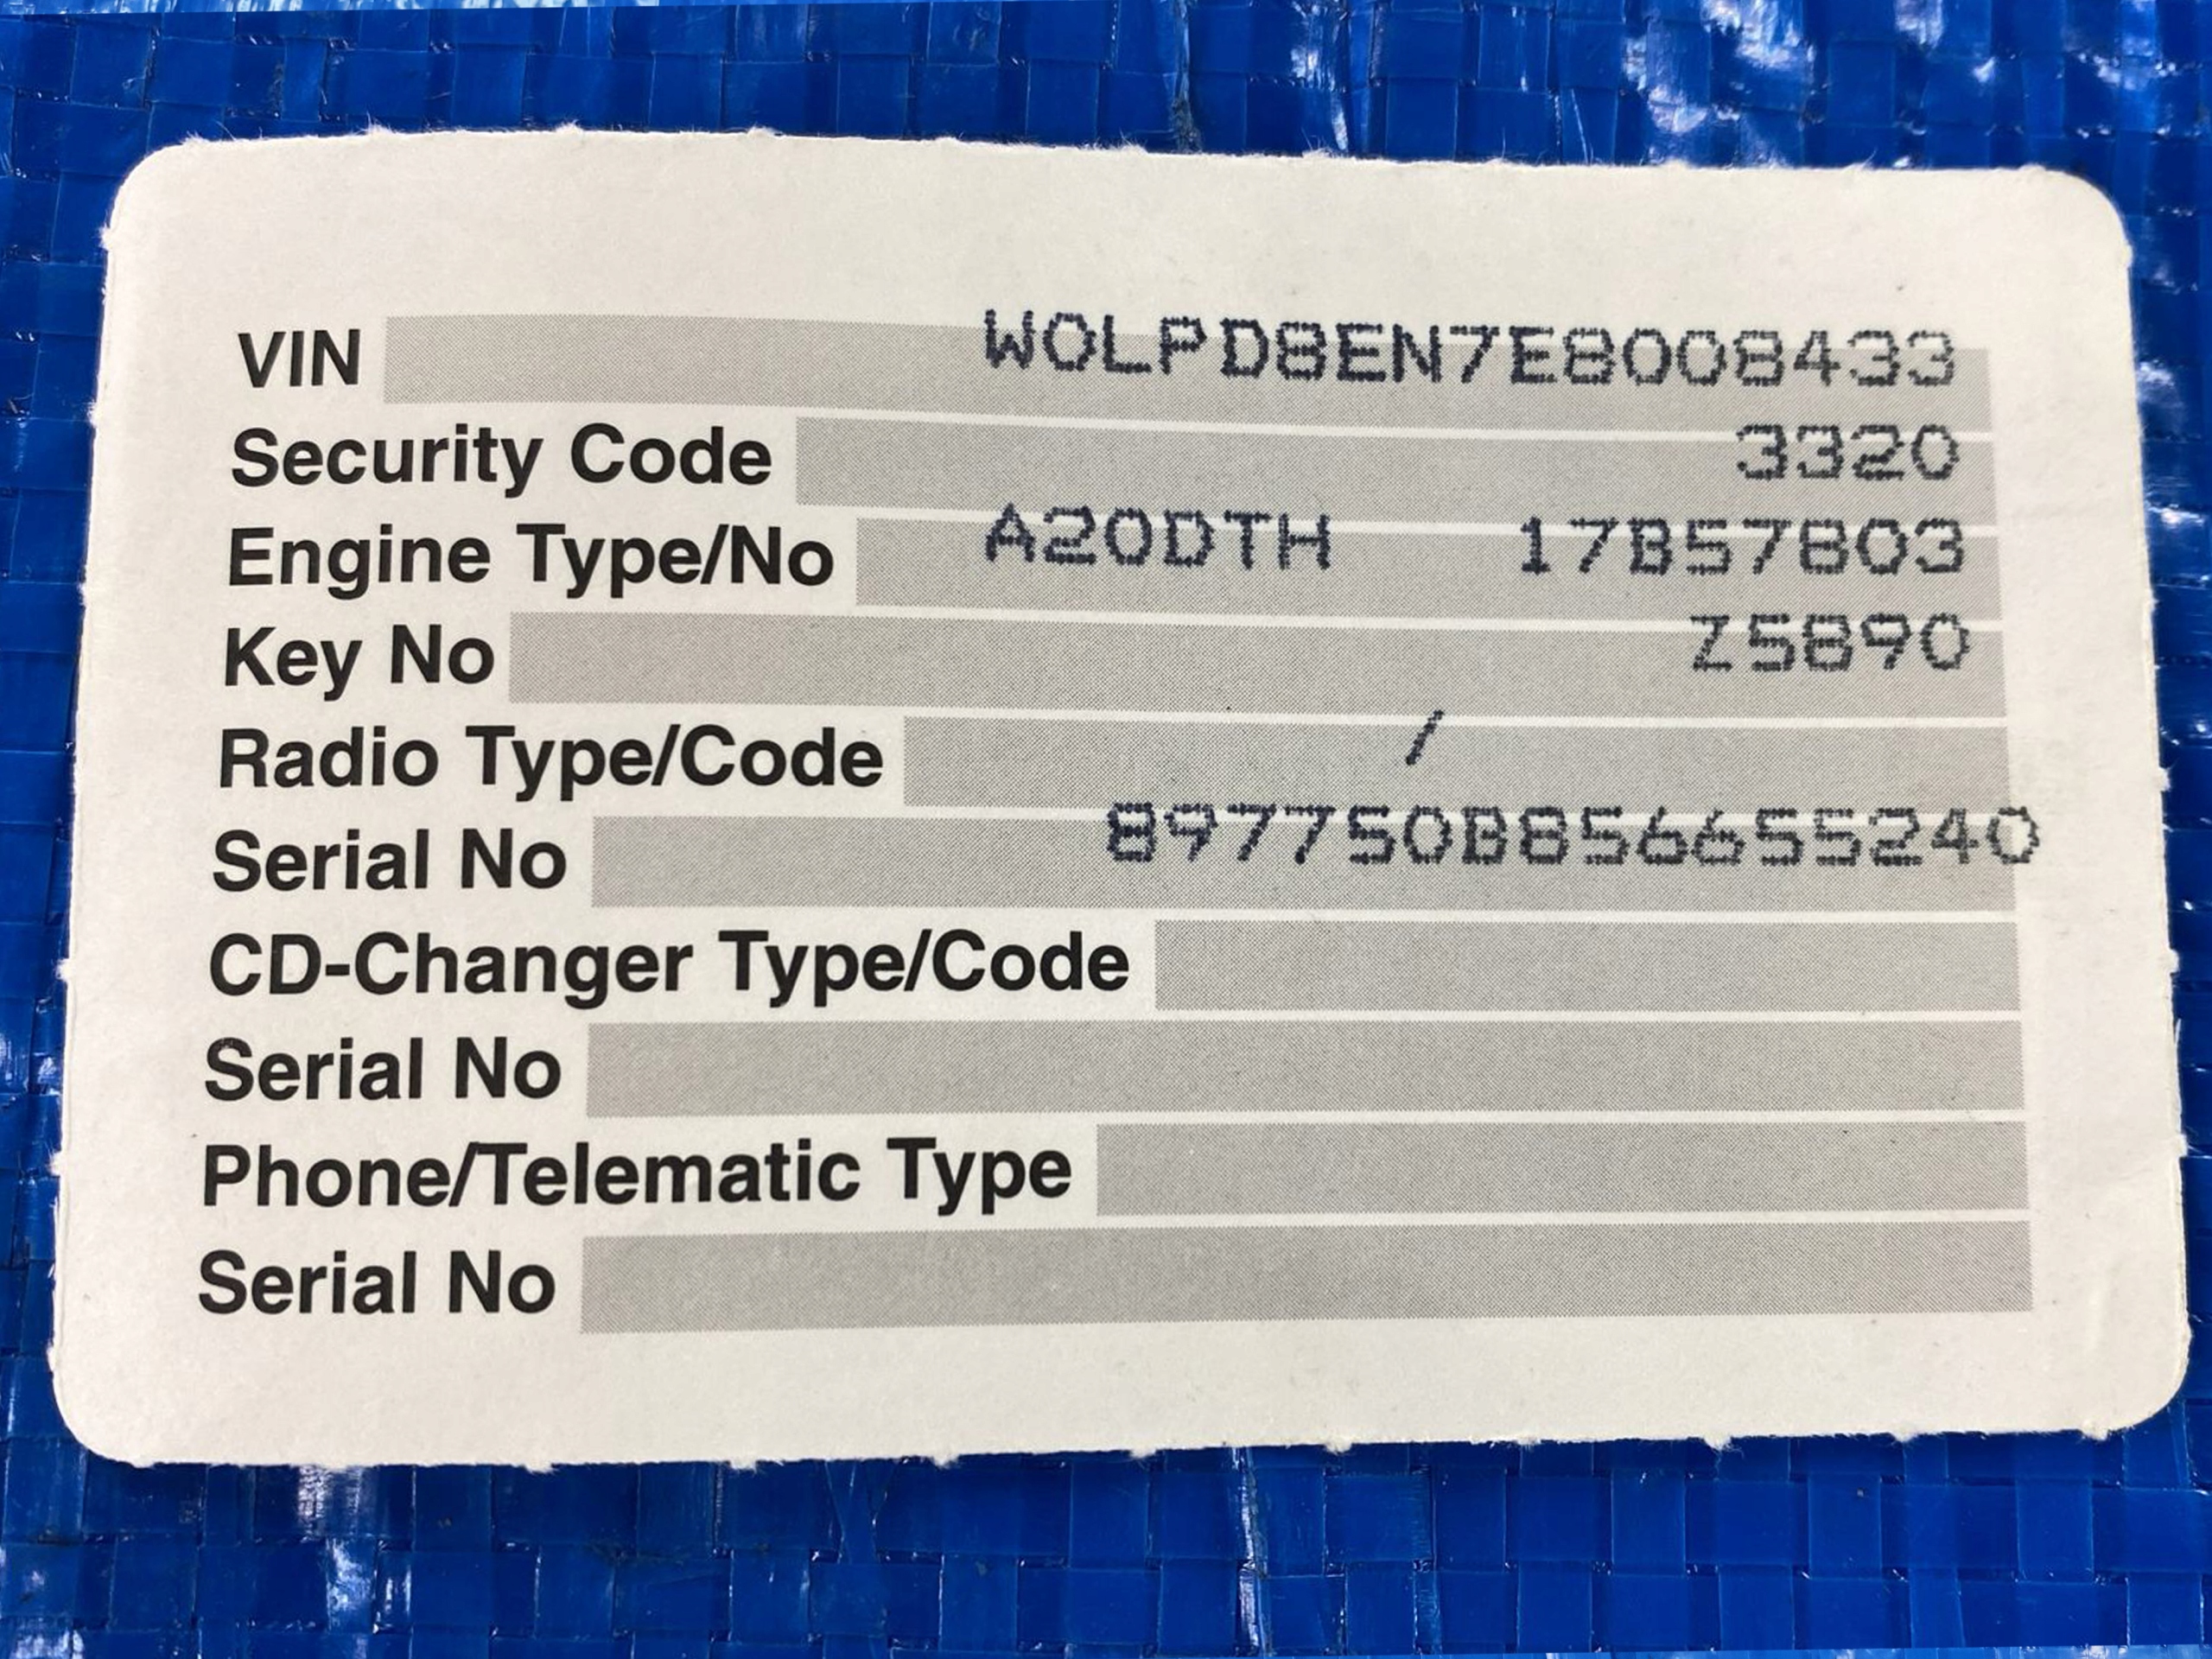 VIN W0LPD8EN7E8008433
Security Code 3320
Engine Type/No A20DTH 17B57803
Key No Z5890
Radio Type/Code /
Serial No 897750B856655240
CD-Changer Type/Code
Serial No
Phone/Telematic Type
Serial No